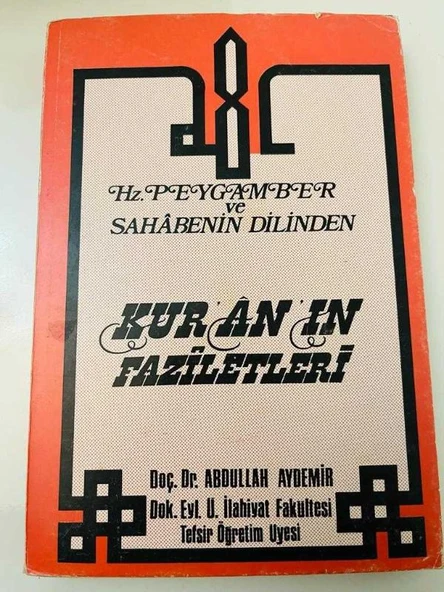 Hz. PEYGAMBER
ve
SAHÂBENİN DİLİNDEN
KUR'ÂN'IN
FAZÎLETLERİ
Doç. Dr. ABDULLAH AYDEMİR
Dok. Eyl. Ü. İlahiyat Fakültesi
Tefsir Öğretim Üyesi